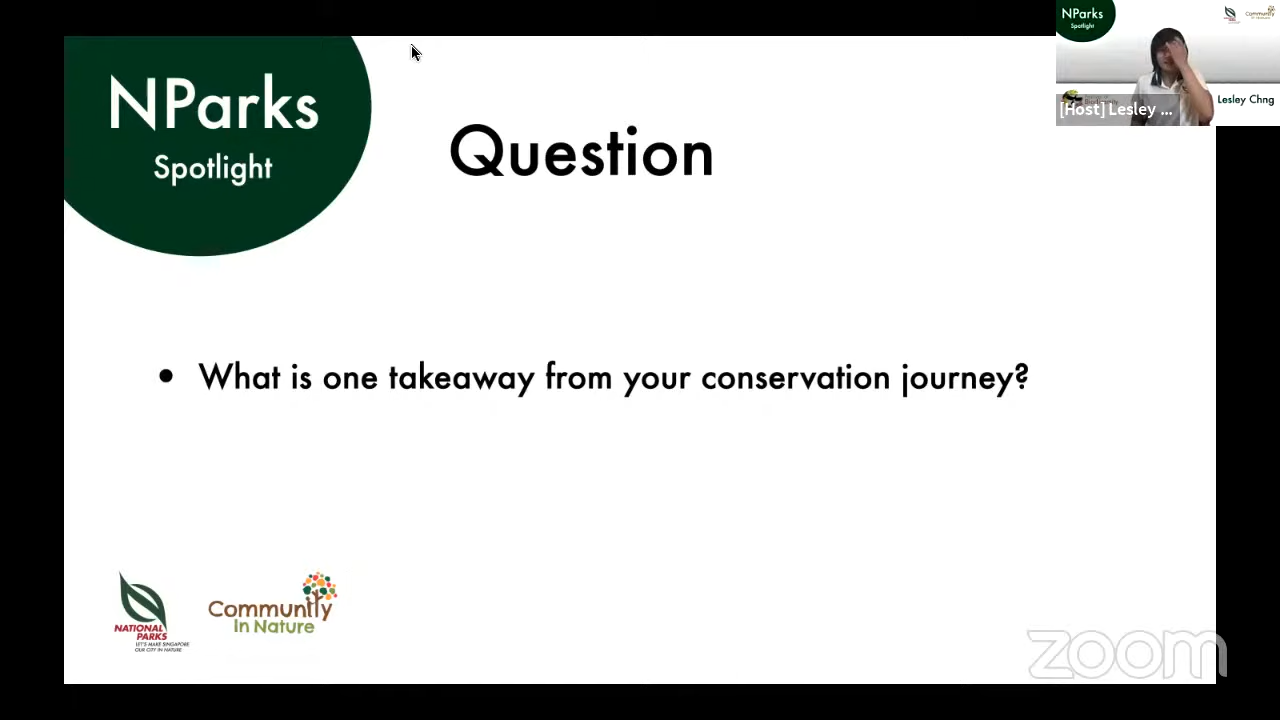 NParks
Spotlight
Question
• What is one takeaway from your conservation journey?
NATIONAL
PARKS
LET'S MAKE SINGAPORE
OUR CITY IN NATURE
Community
In Nature
zoom
NParks
Spotlight
Community
[Host] Lesley ...
Lesley Chng